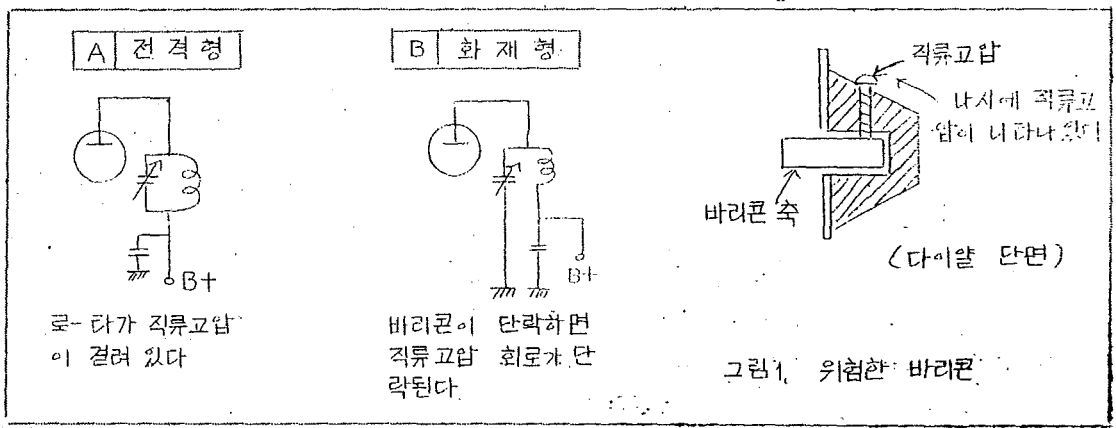 A 전격형
B+
로-타가 직류고압
이 걸려 있다
B 화재형
B+
바리콘이 단락하면
직류고압 회로가 단
락된다
직류고압
나사에 직류고
압이 나타나 있다
바리콘 축
(다이얄 단면)
그림1. 위험한 바리콘